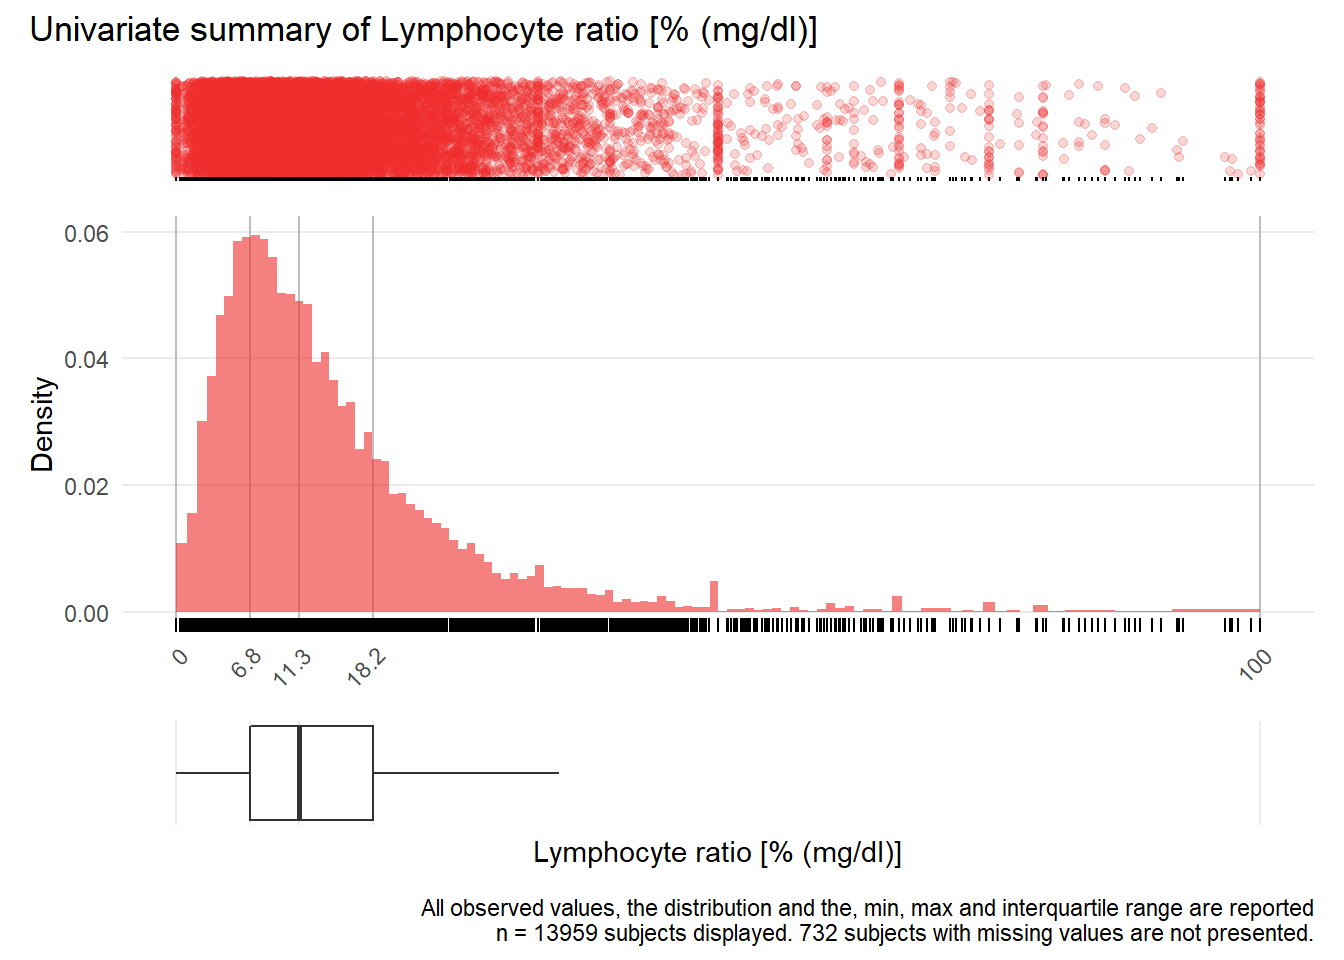 Univariate summary of Lymphocyte ratio [% (mg/dl)]
0.06
0.04
0.02
0.00
Density
0
6.8
11.3
18.2
100
Lymphocyte ratio [% (mg/dl)]
All observed values, the distribution and the, min, max and interquartile range are reported
n = 13959 subjects displayed. 732 subjects with missing values are not presented.